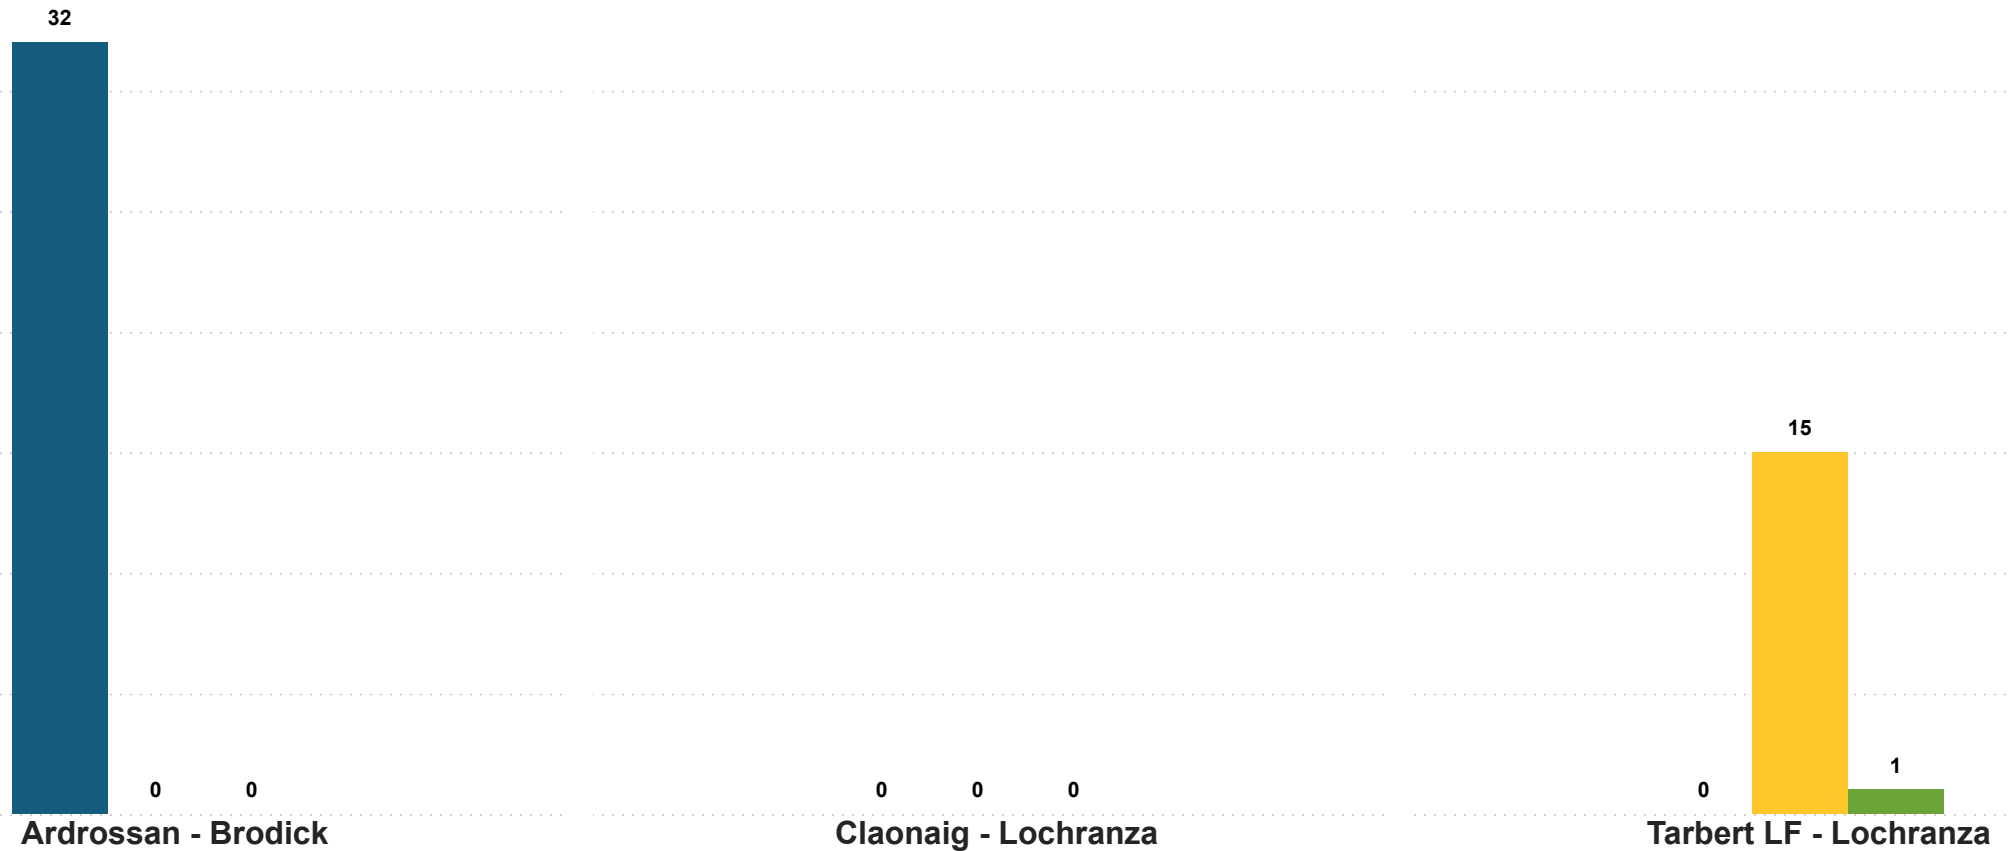 32
15
1
0 0
0 0 0
0
Ardrossan - Brodick
Claonaig - Lochranza
Tarbert LF - Lochranza